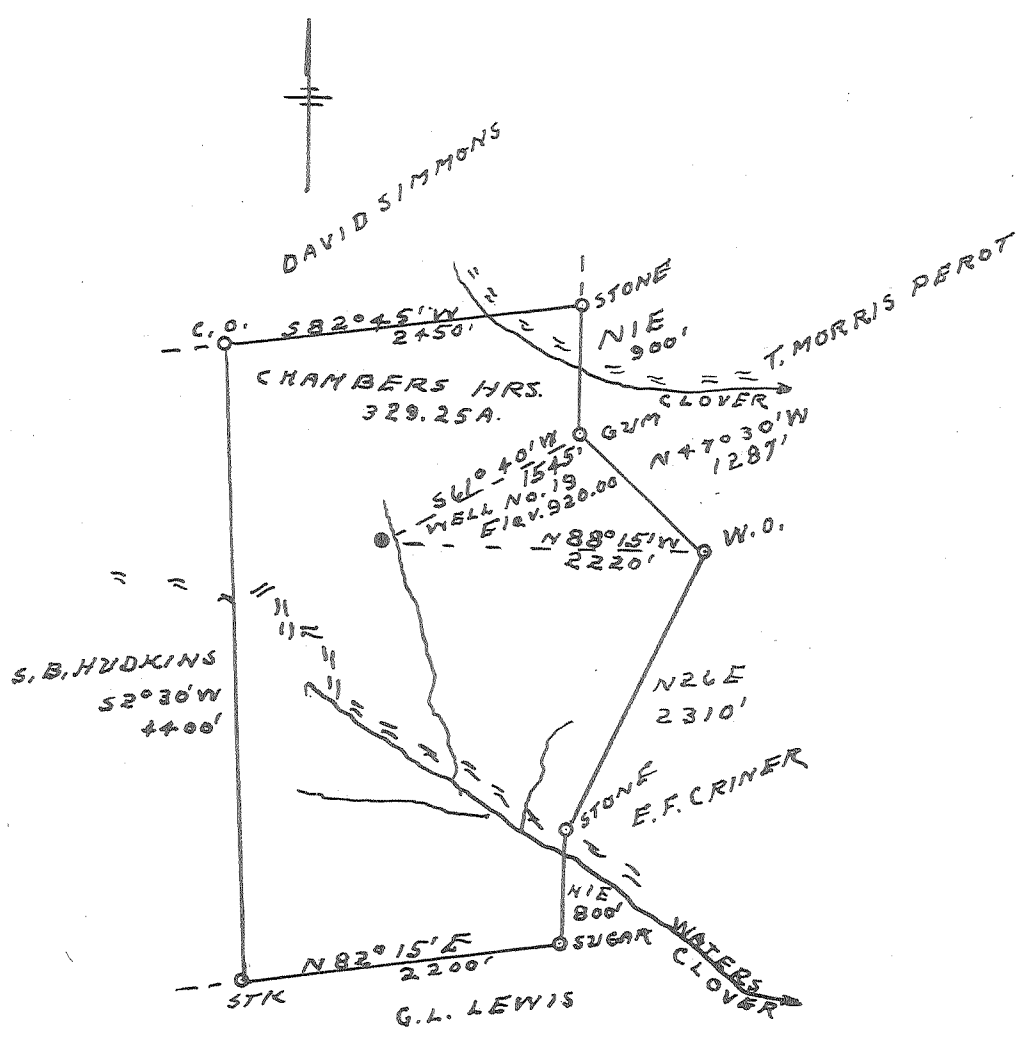 DAVID SIMMONS
STONE
C.O.
S82°45'W
2450'
N1E
900'
T. MORRIS PEROT
CHAMBERS HRS.
329.25A.
CLOVER
GUM
N47°30'W
1287'
S61°40'W
1545'
WELL NO.19
Elev.920.00
W.O.
N88°15'W
2220'
S.B. HUDKINS
S2°30'W
4400'
N26E
2310'
STONE
E.F. CRINER
N1E
800'
SUGAR
WATERS
CLOVER
N82°15'E
2200'
STK
G.L. LEWIS